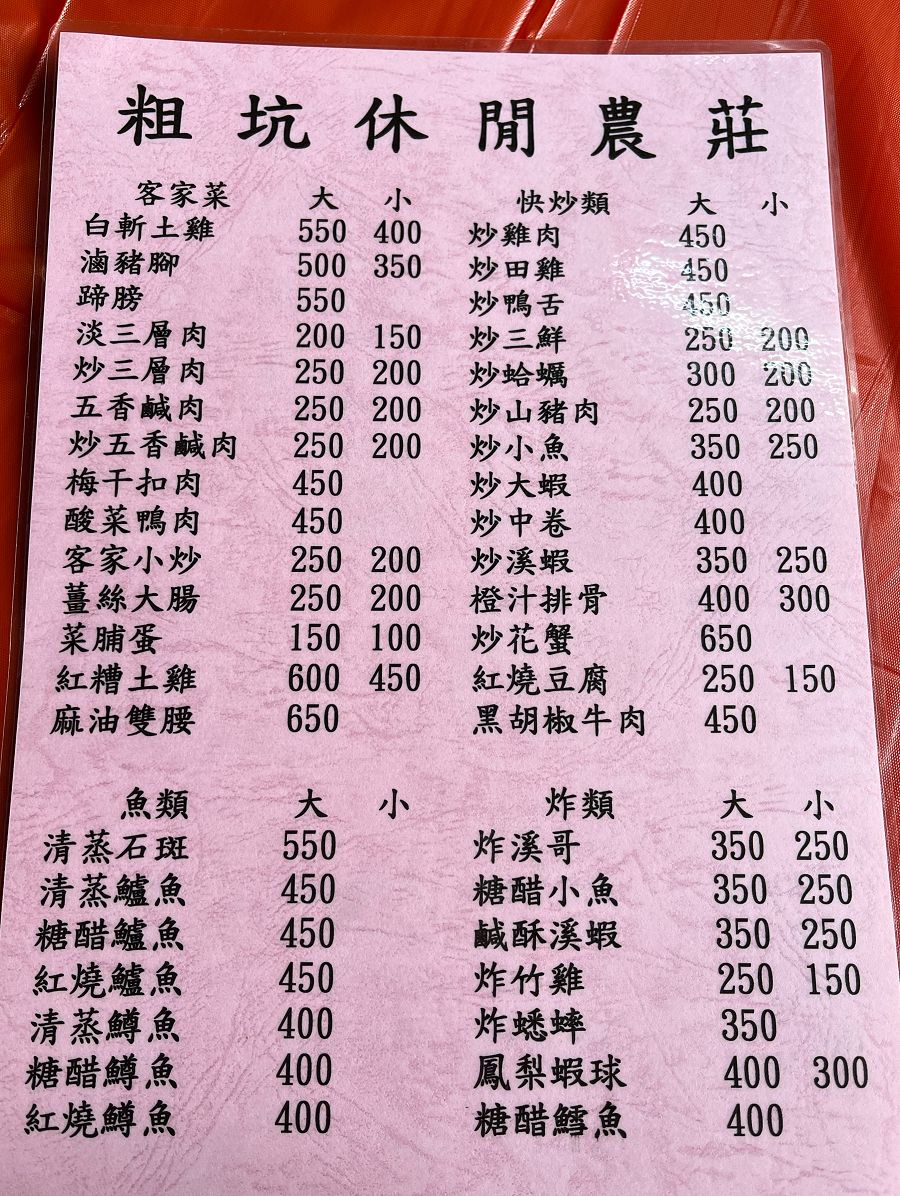 粗坑休閒農莊
客家菜 大 小
白斬土雞 550 400
滷豬腳 500 350
蹄膀 550
淡三層肉 200 150
炒三層肉 250 200
五香鹹肉 250 200
炒五香鹹肉 250 200
梅干扣肉 450
酸菜鴨肉 450
客家小炒 250 200
薑絲大腸 250 200
菜脯蛋 150 100
紅糟土雞 600 450
麻油雙腰 650
快炒類 大 小
炒雞肉 450
炒田雞 450
炒鴨舌 450
炒三鮮 250 200
炒蛤蠣 300 200
炒山豬肉 250 200
炒小魚 350 250
炒大蝦 400
炒中卷 400
炒溪蝦 350 250
橙汁排骨 400 300
炒花蟹 650
紅燒豆腐 250 150
黑胡椒牛肉 450
魚類 大 小
清蒸石斑 550
清蒸鱸魚 450
糖醋鱸魚 450
紅燒鱸魚 450
清蒸鱒魚 400
糖醋鱒魚 400
紅燒鱒魚 400
炸類 大 小
炸溪哥 350 250
糖醋小魚 350 250
鹹酥溪蝦 350 250
炸竹雞 250 150
炸蟋蟀 350
鳳梨蝦球 400 300
糖醋鱈魚 400